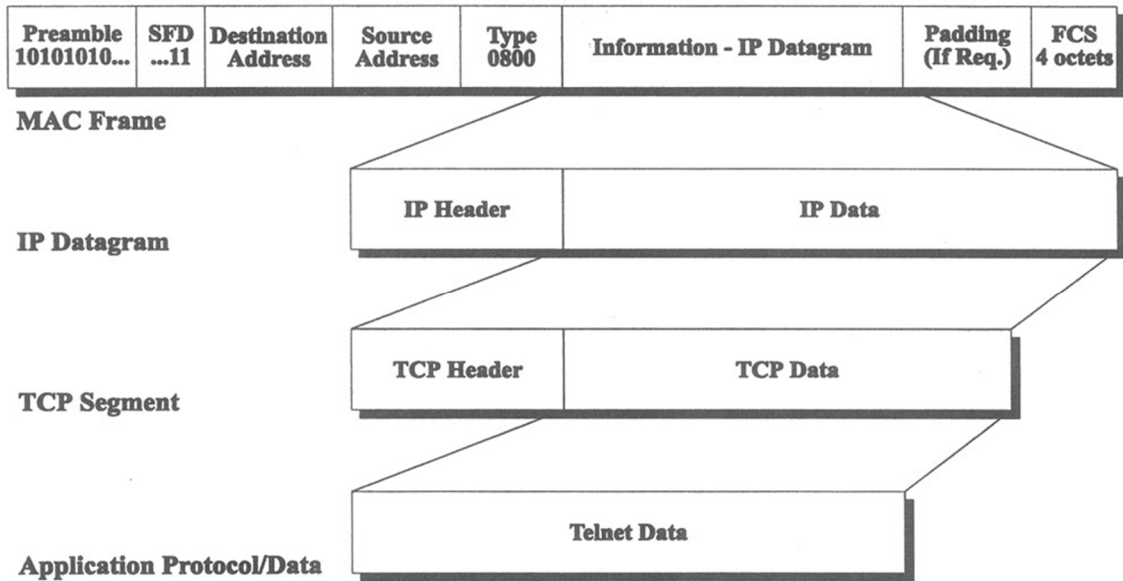 Preamble
10101010...
SFD
...11
Destination
Address
Source
Address
Type
0800
Information - IP Datagram
Padding
(If Req.)
FCS
4 octets
MAC Frame
IP Header
IP Data
IP Datagram
TCP Header
TCP Data
TCP Segment
Telnet Data
Application Protocol/Data